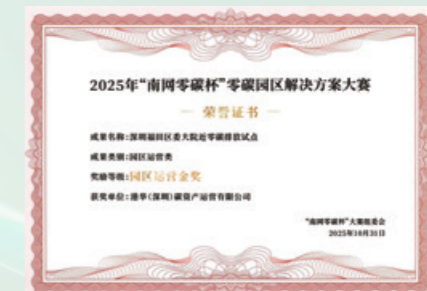 2025年“南网零碳杯”零碳园区解决方案大赛
荣誉证书
成果名称:深圳福田区委大院近零碳排放试点
成果类别:园区运营类
奖励等级:园区运营金奖
获奖单位:港华(深圳)碳资产运营有限公司
“南网零碳杯”大赛组委会
2025年10月31日